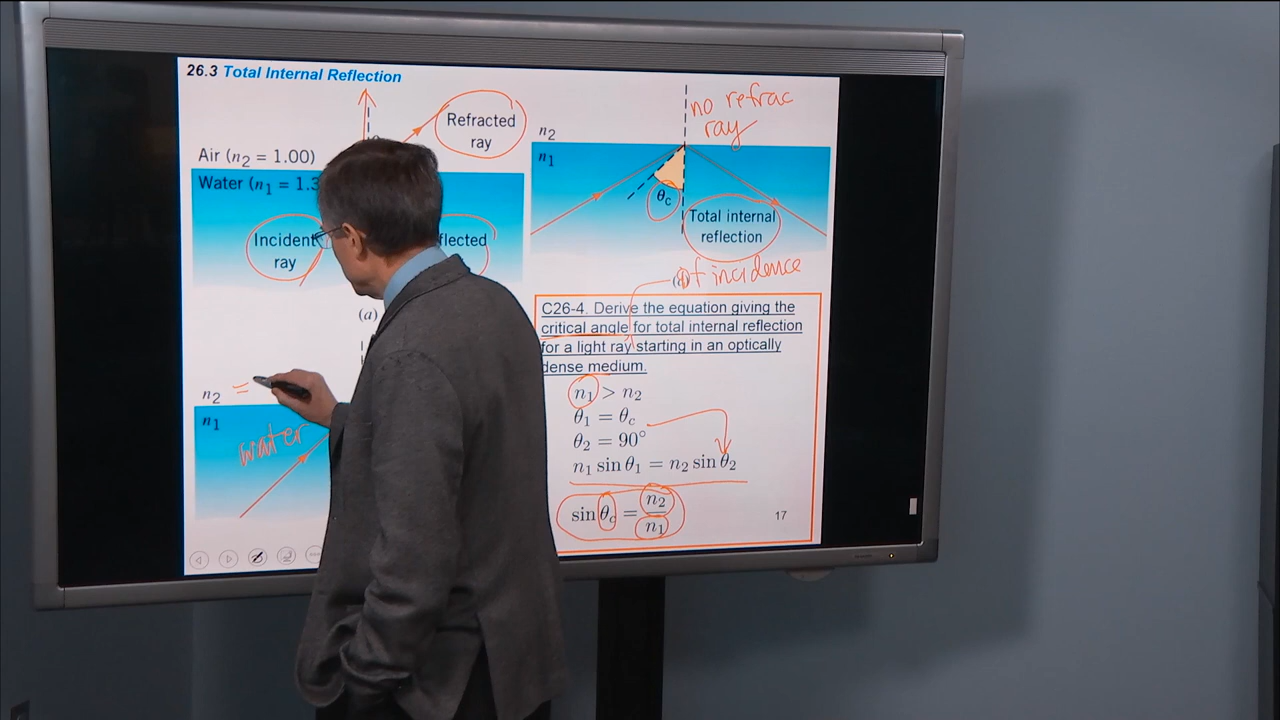 26.3 Total Internal Reflection
Refracted
ray
Air (n₂ = 1.00)
Water (n₁ = 1.3
Incident
ray
flected
(a)
n₂ =
n₁
water
no refrac
ray
n₂
n₁
θc
Total internal
reflection
of incidence
C26-4. Derive the equation giving the
critical angle for total internal reflection
for a light ray starting in an optically
dense medium.
n₁ > n₂
θ₁ = θc
θ₂ = 90°
n₁ sin θ₁ = n₂ sin θ₂
sin θc = n₂
n₁
17